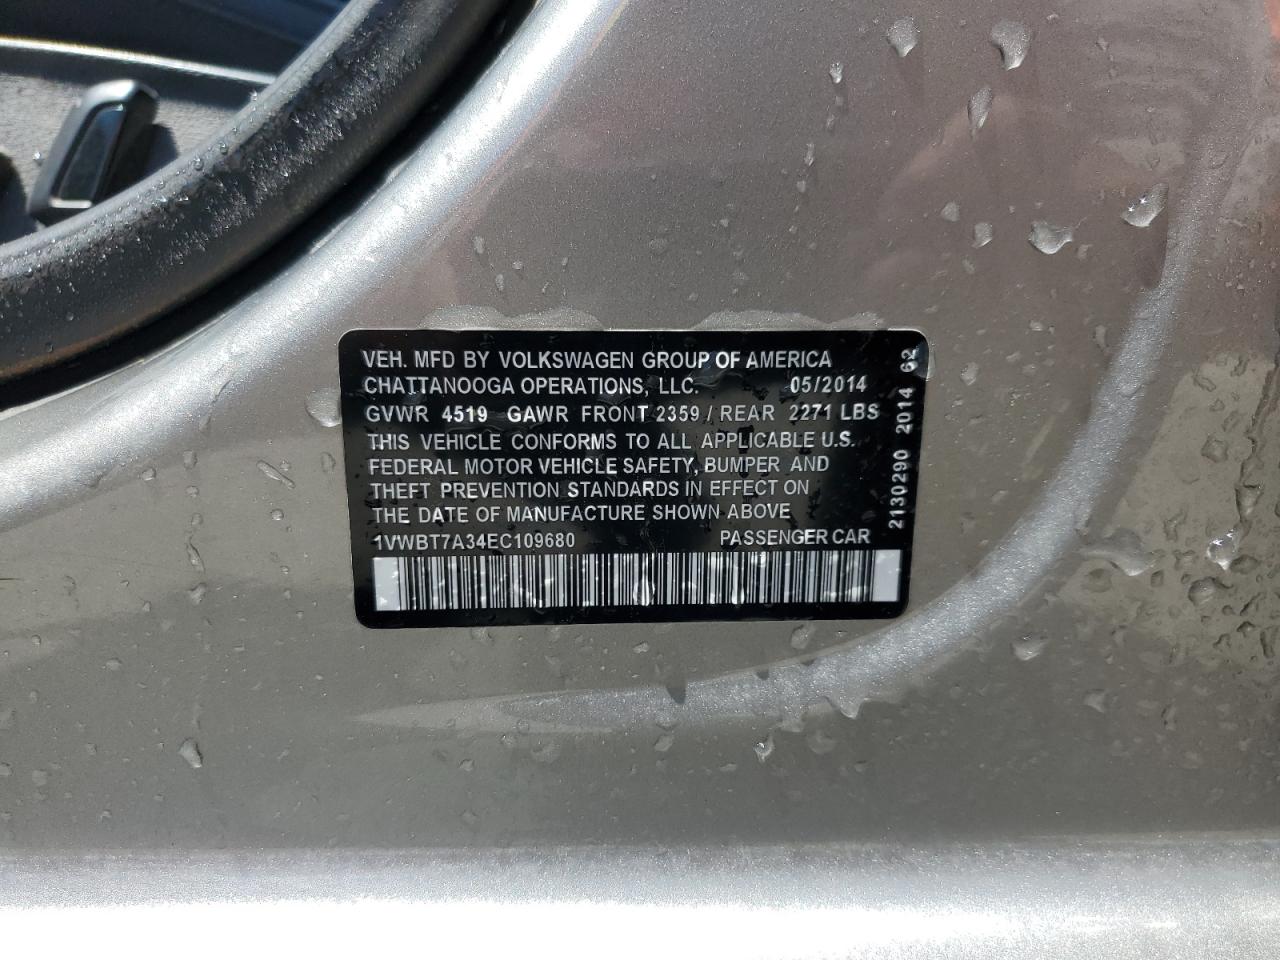 VEH. MFD BY VOLKSWAGEN GROUP OF AMERICA
CHATTANOOGA OPERATIONS, LLC. 05/2014
GVWR 4519 GAWR FRONT 2359 / REAR 2271 LBS
THIS VEHICLE CONFORMS TO ALL APPLICABLE U.S.
FEDERAL MOTOR VEHICLE SAFETY, BUMPER AND
THEFT PREVENTION STANDARDS IN EFFECT ON
THE DATE OF MANUFACTURE SHOWN ABOVE
1VWBT7A34EC109680 PASSENGER CAR
2130290 2014 62